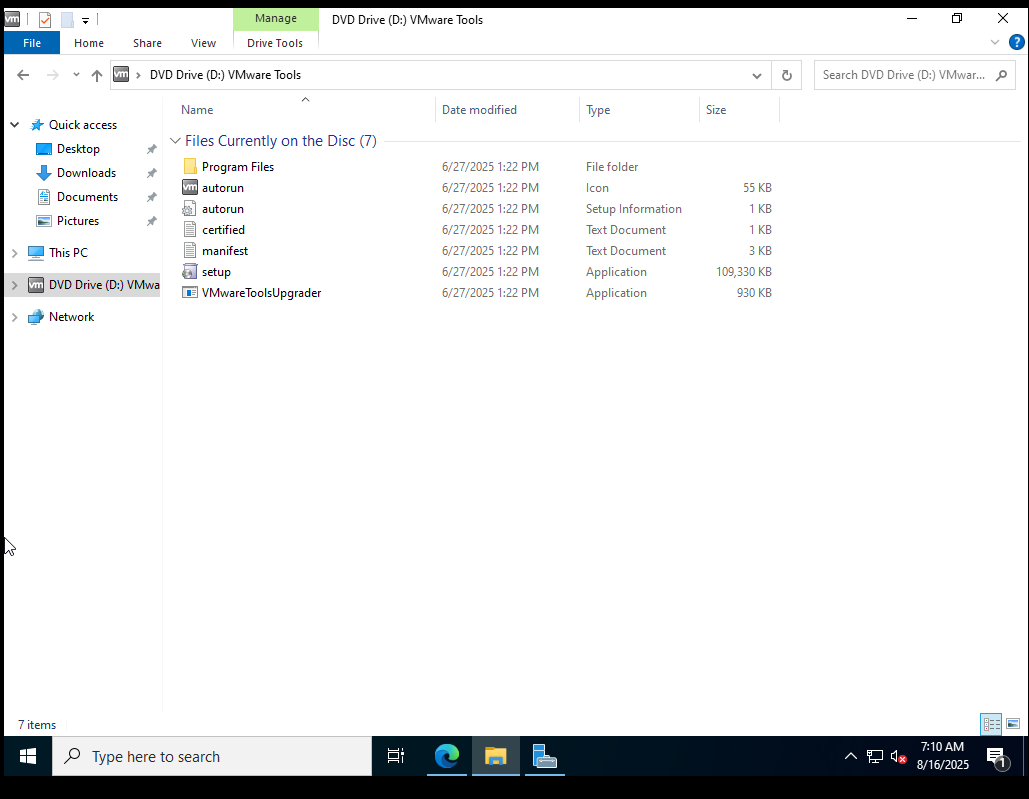 vm
Manage
DVD Drive (D:) VMware Tools
File
Home
Share
View
Drive Tools
?
vm
DVD Drive (D:) VMware Tools
Search DVD Drive (D:) VMwar...
Name
Date modified
Type
Size
Quick access
Desktop
Downloads
Documents
Pictures
This PC
vm DVD Drive (D:) VMwa
Network
Files Currently on the Disc (7)
Program Files 6/27/2025 1:22 PM File folder
vm autorun 6/27/2025 1:22 PM Icon 55 KB
autorun 6/27/2025 1:22 PM Setup Information 1 KB
certified 6/27/2025 1:22 PM Text Document 1 KB
manifest 6/27/2025 1:22 PM Text Document 3 KB
setup 6/27/2025 1:22 PM Application 109,330 KB
VMwareToolsUpgrader 6/27/2025 1:22 PM Application 930 KB
7 items
Type here to search
7:10 AM
8/16/2025
1